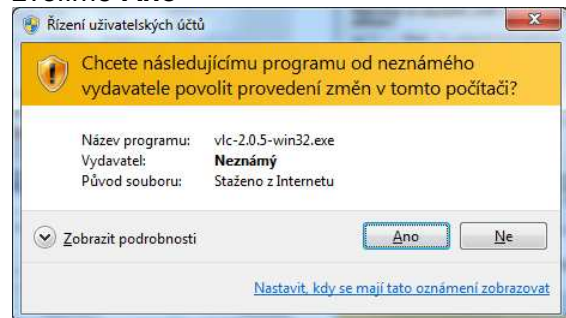 Řízení uživatelských účtů
Chcete následujícímu programu od neznámého
vydavatele povolit provedení změn v tomto počítači?
Název programu: vlc-2.0.5-win32.exe
Vydavatel: Neznámý
Původ souboru: Staženo z Internetu
Zobrazit podrobnosti
Ano
Ne
Nastavit, kdy se mají tato oznámení zobrazovat